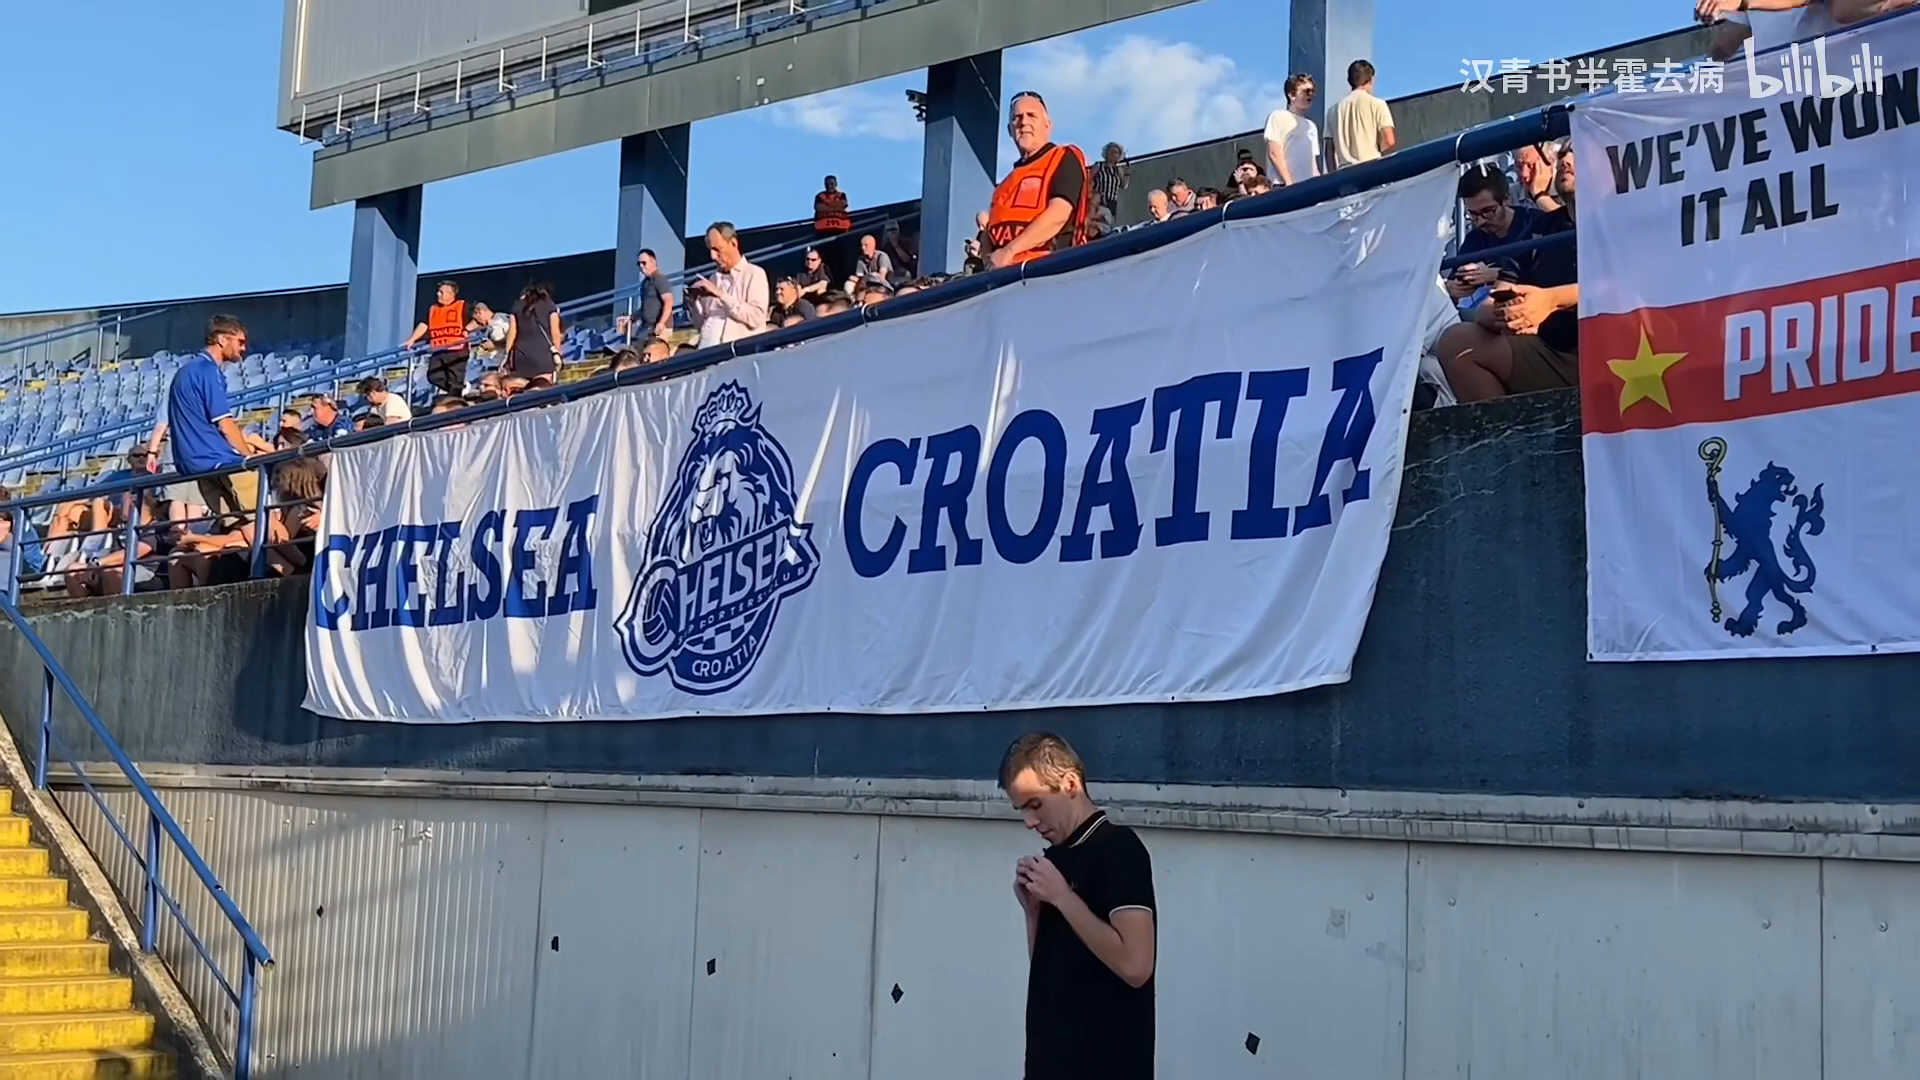 汉青书半霍去病 bilibili
WE'VE WON
IT ALL
PRIDE
CHELSEA
CROATIA
CHELSEA
SUPPORTERS CLUB
CROATIA